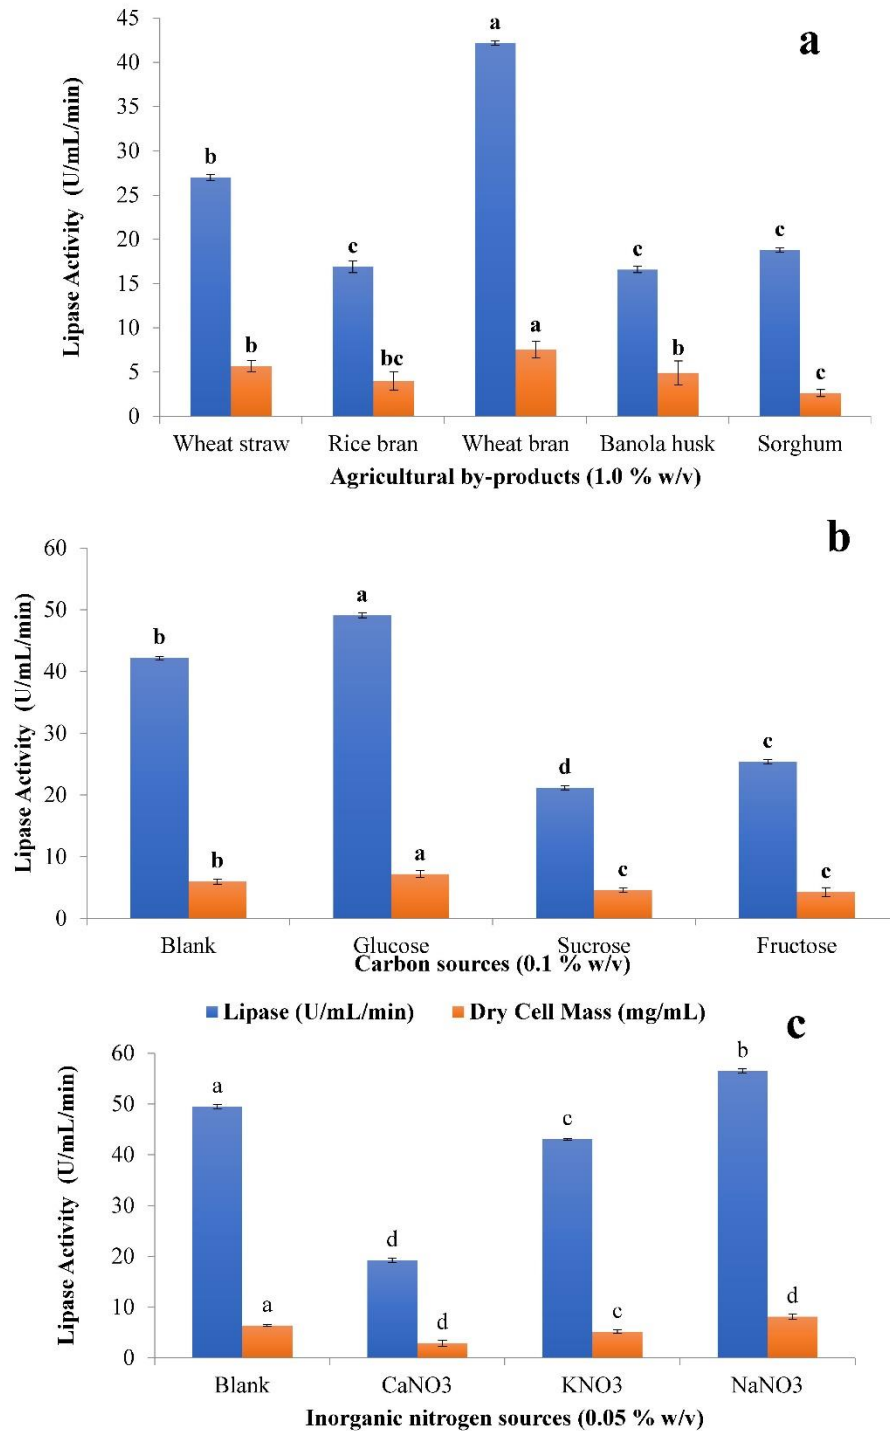 a
Lipase Activity (U/mL/min)
45
40
35
30
25
20
15
10
5
0
b
b
c
bc
a
a
c
b
c
c
Wheat straw
Rice bran
Wheat bran
Banola husk
Sorghum
Agricultural by-products (1.0 % w/v)
b
Lipase Activity (U/mL/min)
60
50
40
30
20
10
0
b
b
a
a
d
c
c
c
Blank
Glucose
Sucrose
Fructose
Carbon sources (0.1 % w/v)
Lipase (U/mL/min)
Dry Cell Mass (mg/mL)
c
Lipase Activity (U/mL/min)
60
50
40
30
20
10
0
a
a
d
d
c
c
b
d
Blank
CaNO3
KNO3
NaNO3
Inorganic nitrogen sources (0.05 % w/v)